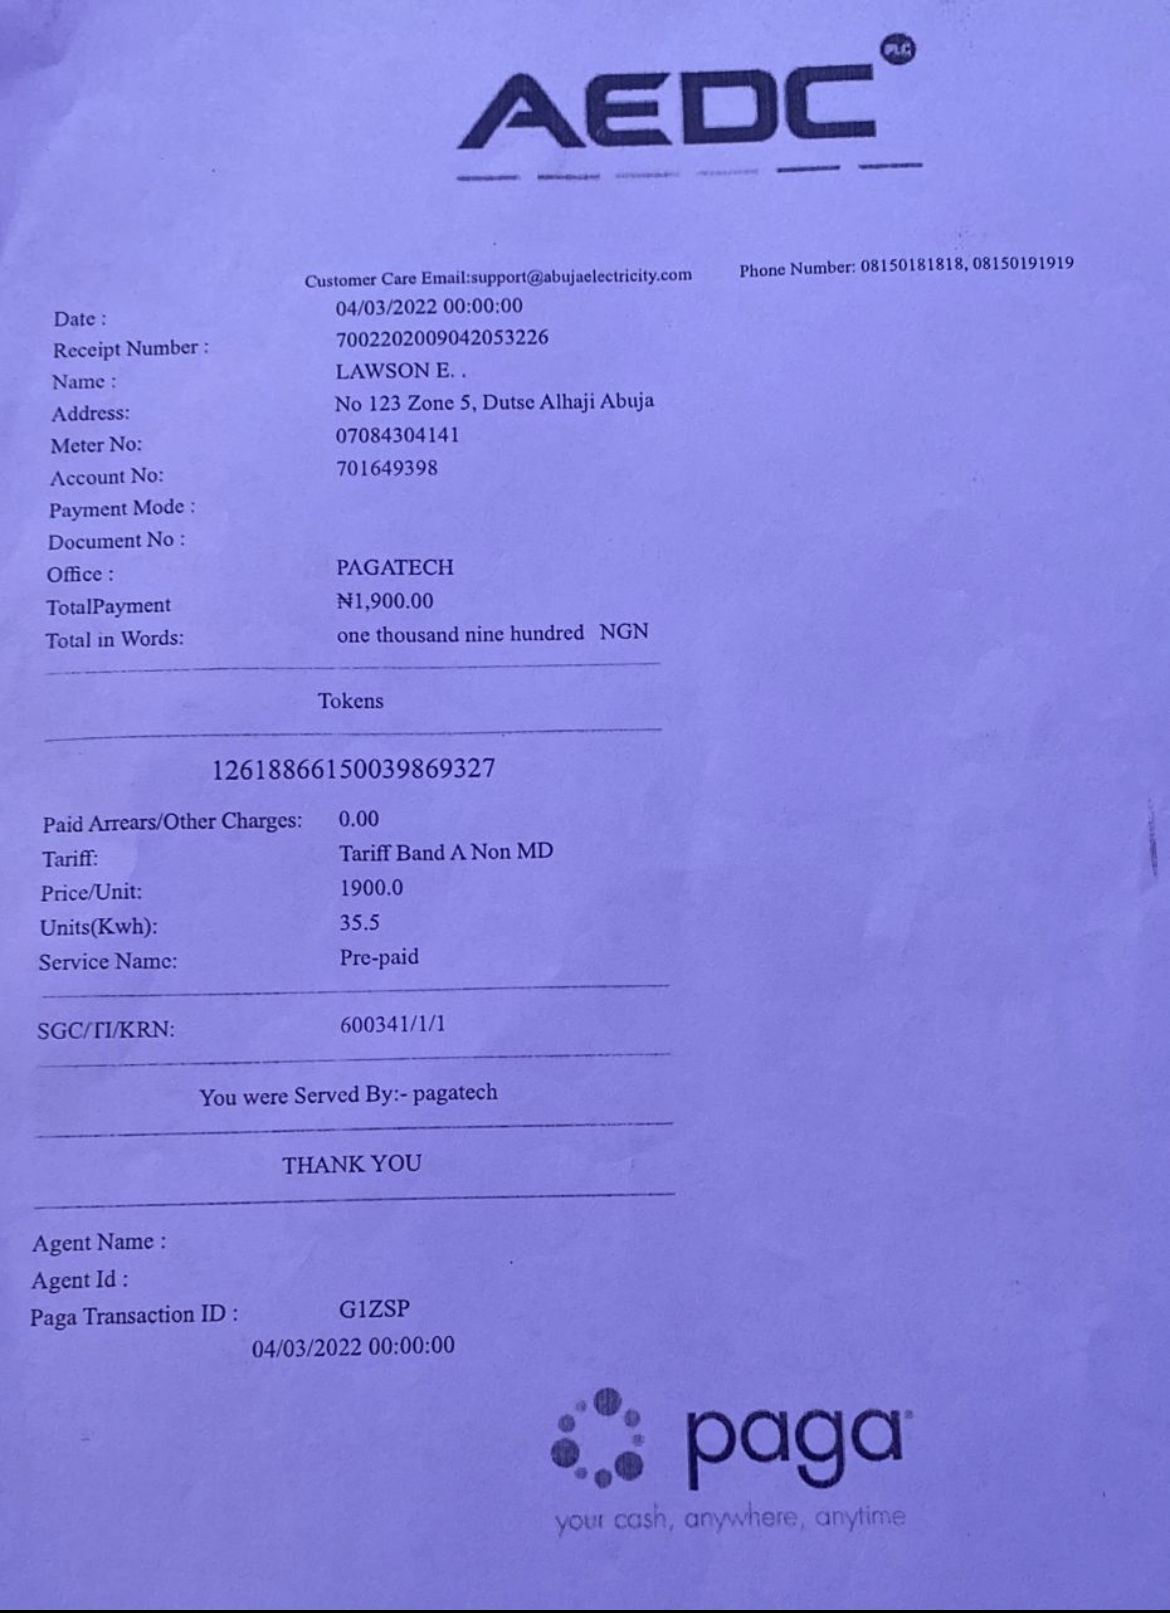 AEDC PLC
Customer Care Email:support@abujaelectricity.com Phone Number: 08150181818, 08150191919
Date : 04/03/2022 00:00:00
Receipt Number : 7002202009042053226
Name : LAWSON E. .
Address: No 123 Zone 5, Dutse Alhaji Abuja
Meter No: 07084304141
Account No: 701649398
Payment Mode :
Document No :
Office : PAGATECH
TotalPayment ₦1,900.00
Total in Words: one thousand nine hundred NGN
Tokens
12618866150039869327
Paid Arrears/Other Charges: 0.00
Tariff: Tariff Band A Non MD
Price/Unit: 1900.0
Units(Kwh): 35.5
Service Name: Pre-paid
SGC/TI/KRN: 600341/1/1
You were Served By:- pagatech
THANK YOU
Agent Name :
Agent Id :
Paga Transaction ID : G1ZSP
04/03/2022 00:00:00
paga
your cash, anywhere, anytime